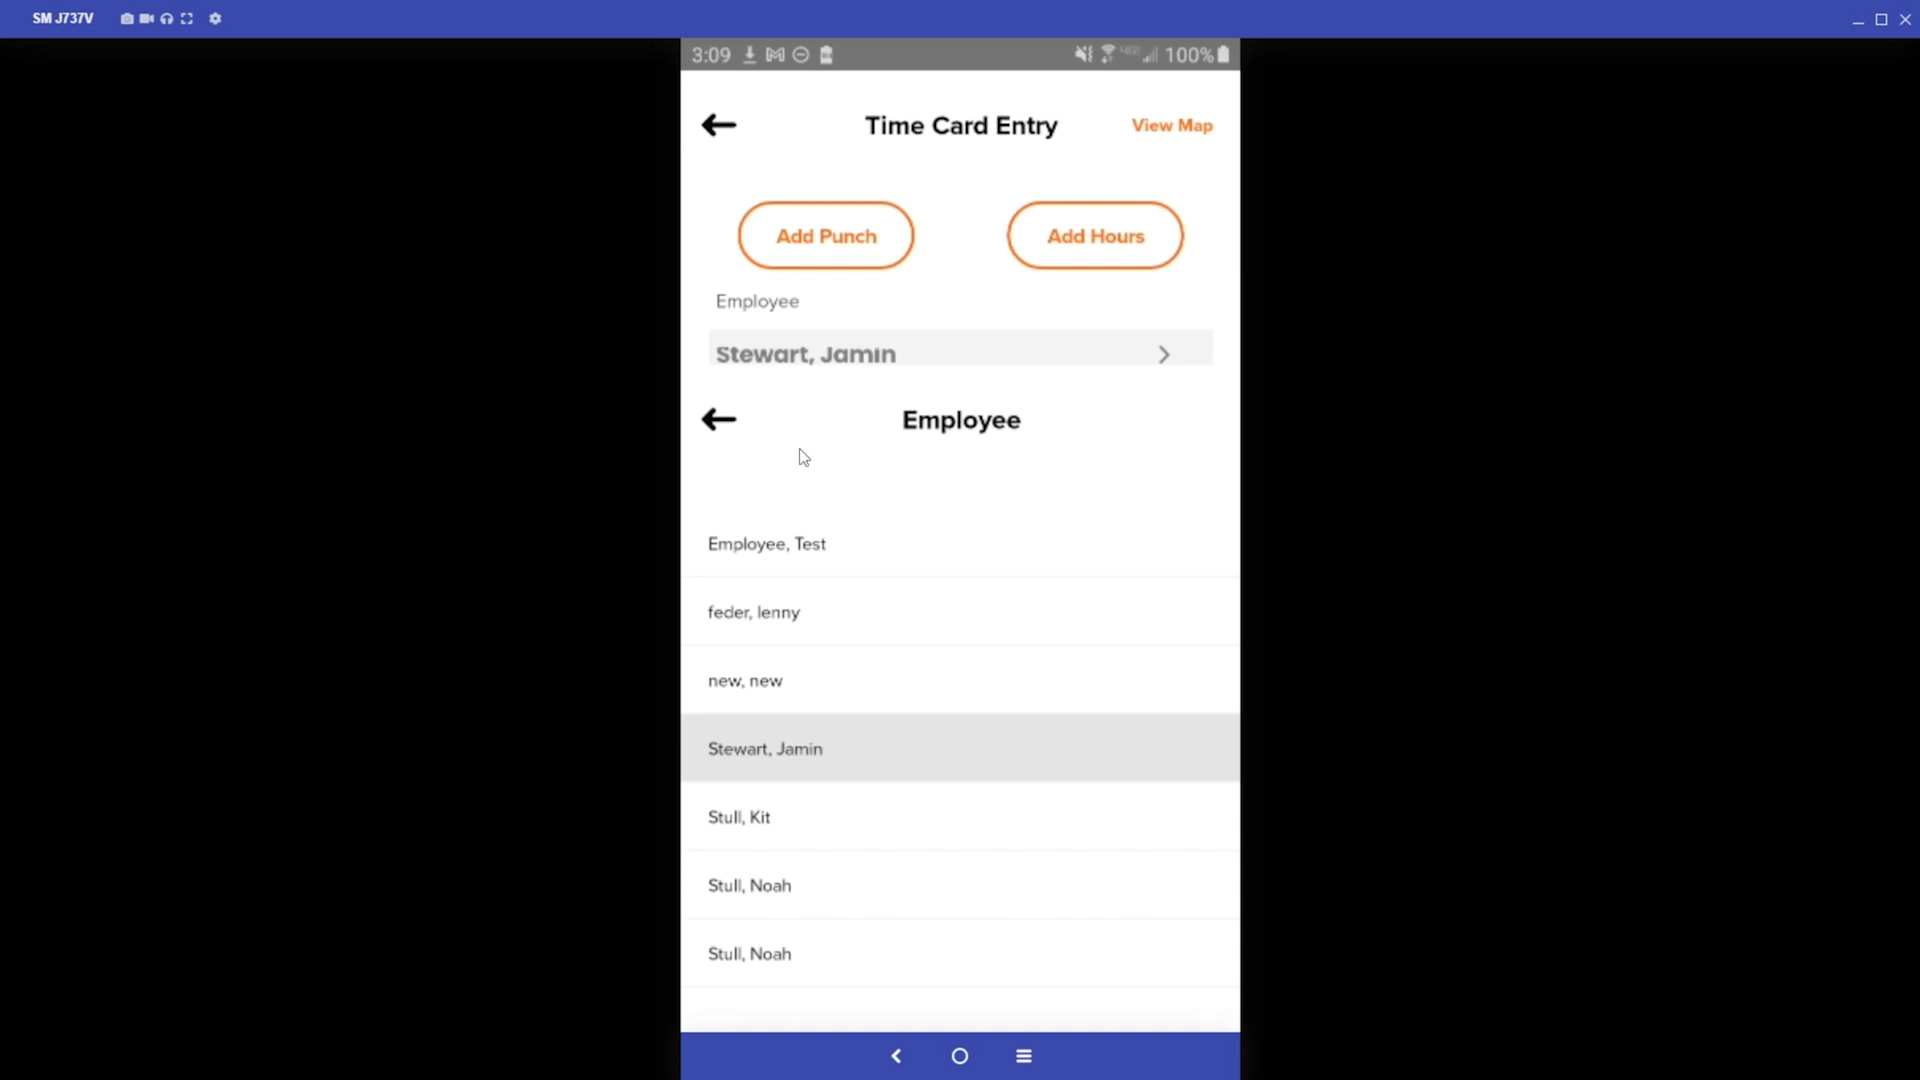 SM J737V
3:09
100%
Time Card Entry
View Map
Add Punch
Add Hours
Employee
Stewart, Jamin
Employee
Employee, Test
feder, lenny
new, new
Stewart, Jamin
Stull, Kit
Stull, Noah
Stull, Noah